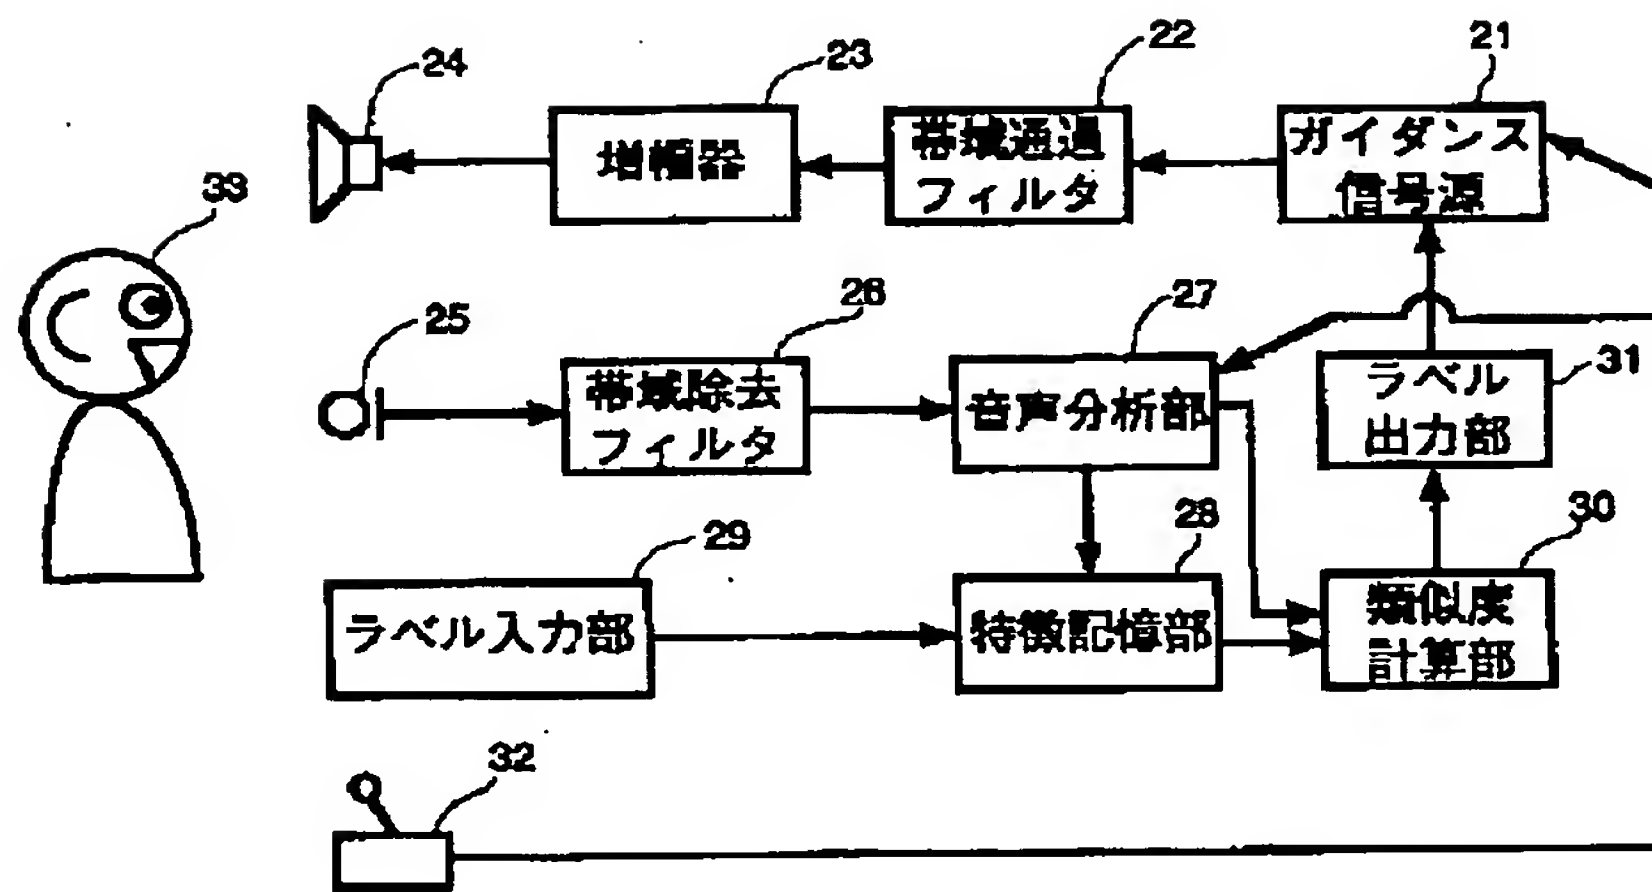 24
23
22
21
増幅器
帯域通過
フィルタ
ガイダンス
信号源
33
25
26
27
31
帯域除去
フィルタ
音声分析部
ラベル
出力部
29
28
30
ラベル入力部
特徴記憶部
類似度
計算部
32